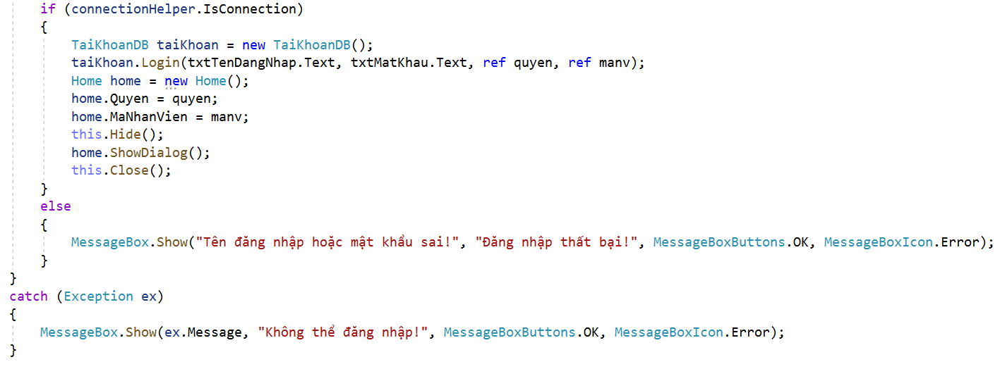 if (connectionHelper.IsConnection)
{
TaiKhoanDB taiKhoan = new TaiKhoanDB();
taiKhoan.Login(txtTenDangNhap.Text, txtMatKhau.Text, ref quyen, ref manv);
Home home = new Home();
home.Quyen = quyen;
home.MaNhanVien = manv;
this.Hide();
home.ShowDialog();
this.Close();
}
else
{
MessageBox.Show("Tên đăng nhập hoặc mật khẩu sai!", "Đăng nhập thất bại!", MessageBoxButtons.OK, MessageBoxIcon.Error);
}
}
catch (Exception ex)
{
MessageBox.Show(ex.Message, "Không thể đăng nhập!", MessageBoxButtons.OK, MessageBoxIcon.Error);
}